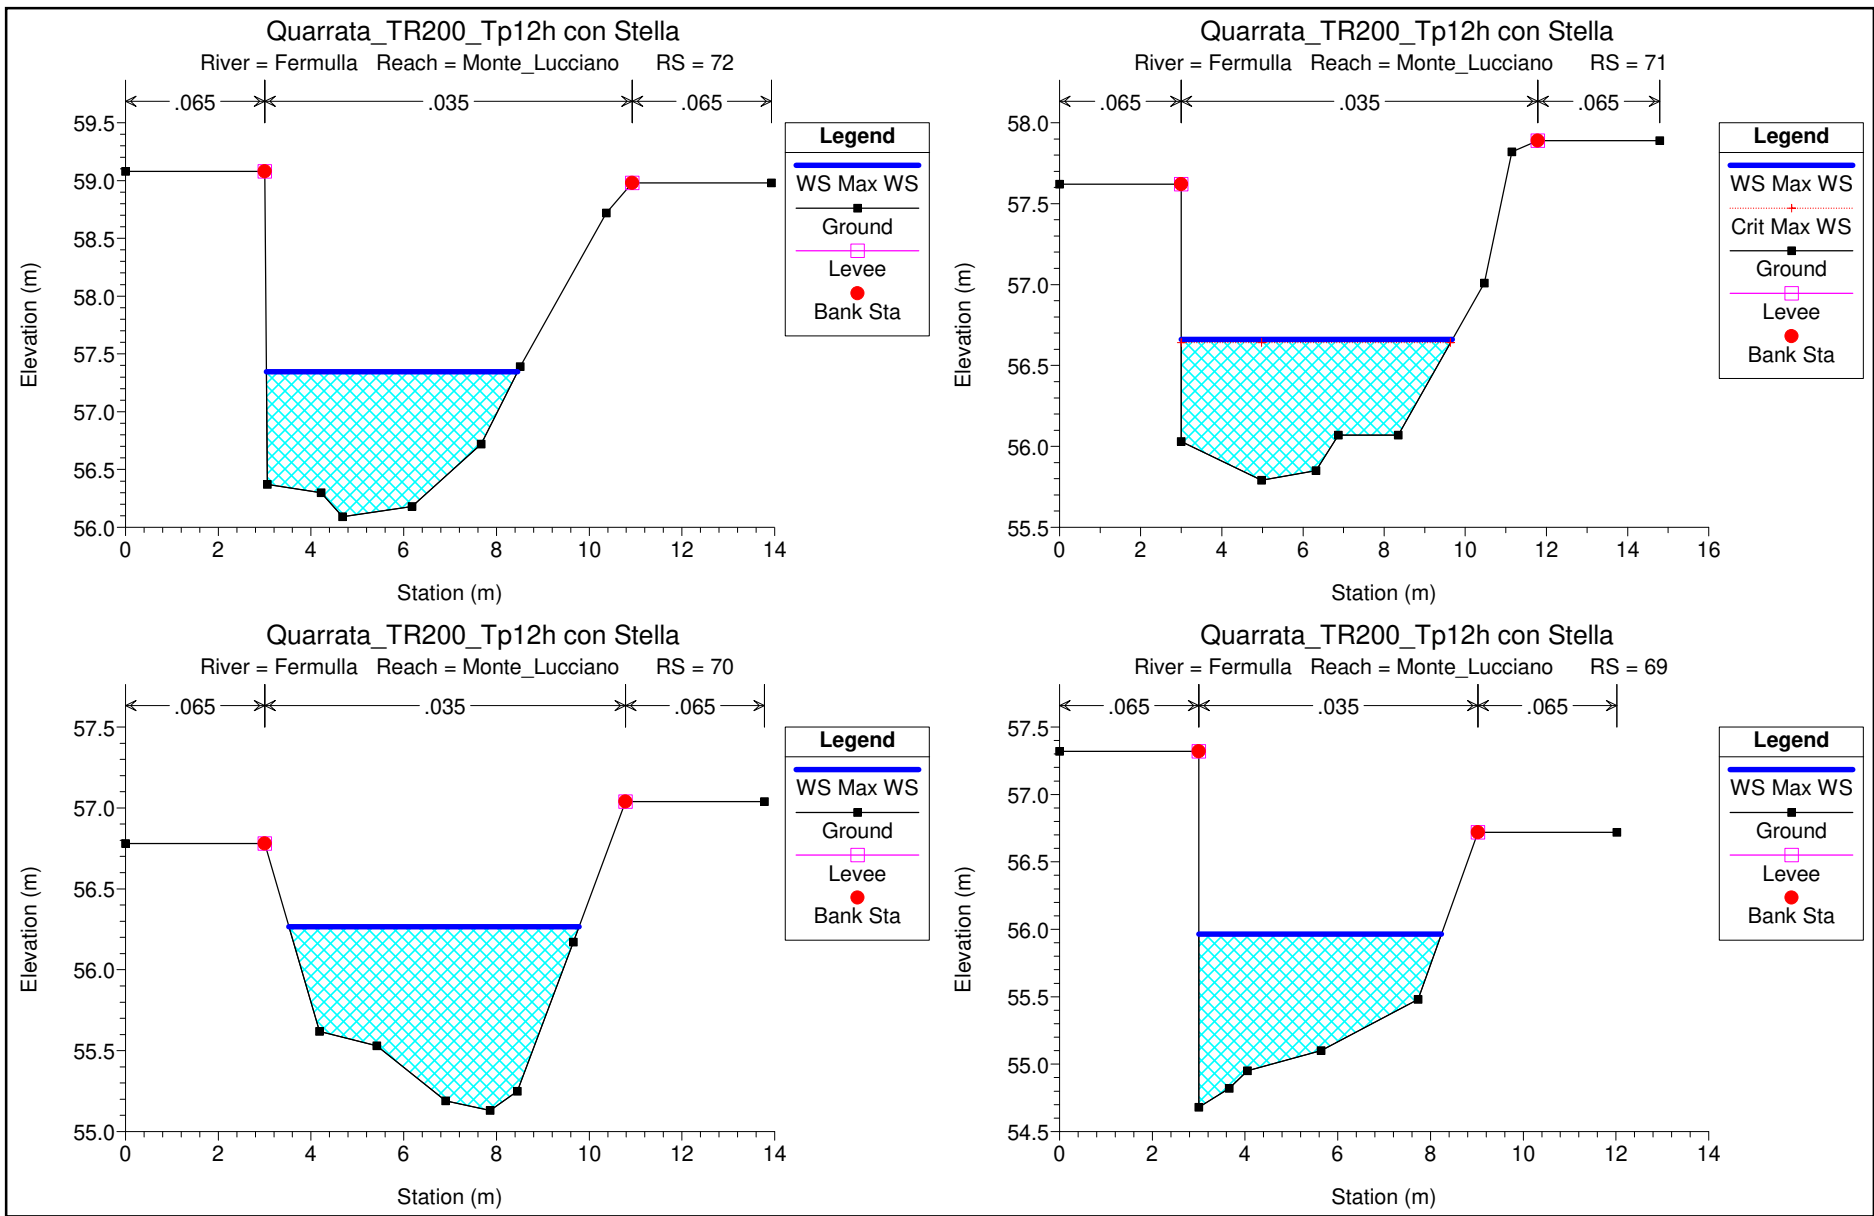 Quarrata_TR200_Tp12h con Stella
River = Fermulla Reach = Monte_Lucciano RS = 72
.065 .035 .065
59.5
59.0
58.5
58.0
57.5
57.0
56.5
56.0
Elevation (m)
0 2 4 6 8 10 12 14
Station (m)
Legend
WS Max WS
Ground
Levee
Bank Sta
Quarrata_TR200_Tp12h con Stella
River = Fermulla Reach = Monte_Lucciano RS = 71
.065 .035 .065
58.0
57.5
57.0
56.5
56.0
55.5
Elevation (m)
0 2 4 6 8 10 12 14 16
Station (m)
Legend
WS Max WS
Crit Max WS
Ground
Levee
Bank Sta
Quarrata_TR200_Tp12h con Stella
River = Fermulla Reach = Monte_Lucciano RS = 70
.065 .035 .065
57.5
57.0
56.5
56.0
55.5
55.0
Elevation (m)
0 2 4 6 8 10 12 14
Station (m)
Legend
WS Max WS
Ground
Levee
Bank Sta
Quarrata_TR200_Tp12h con Stella
River = Fermulla Reach = Monte_Lucciano RS = 69
.065 .035 .065
57.5
57.0
56.5
56.0
55.5
55.0
54.5
Elevation (m)
0 2 4 6 8 10 12 14
Station (m)
Legend
WS Max WS
Ground
Levee
Bank Sta